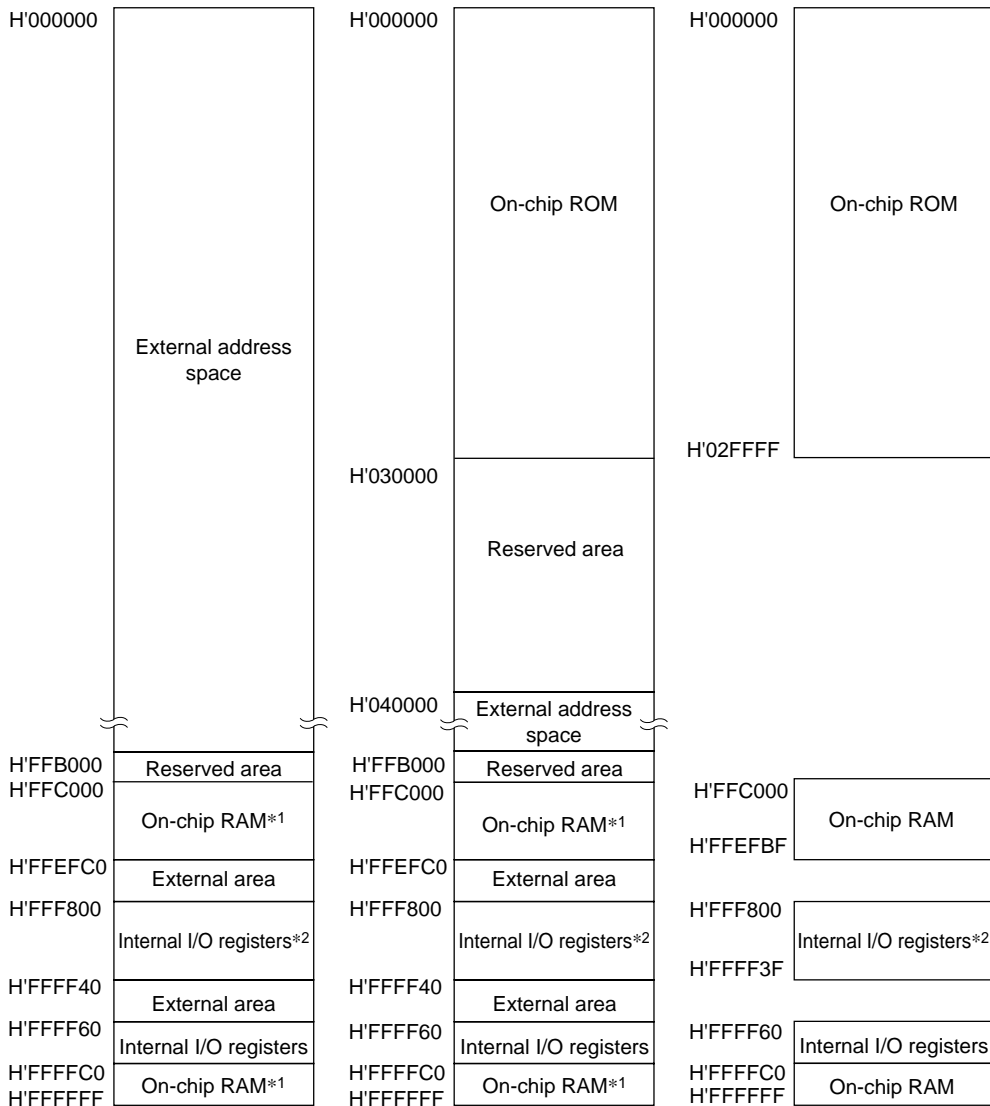 H'000000
External address
space
H'FFB000
Reserved area
H'FFC000
On-chip RAM*1
H'FFEFC0
External area
H'FFF800
Internal I/O registers*2
H'FFFF40
External area
H'FFFF60
Internal I/O registers
H'FFFFC0
On-chip RAM*1
H'FFFFFF
H'000000
On-chip ROM
H'030000
Reserved area
H'040000
External address
space
H'FFB000
Reserved area
H'FFC000
On-chip RAM*1
H'FFEFC0
External area
H'FFF800
Internal I/O registers*2
H'FFFF40
External area
H'FFFF60
Internal I/O registers
H'FFFFC0
On-chip RAM*1
H'FFFFFF
H'000000
On-chip ROM
H'02FFFF
H'FFC000
On-chip RAM
H'FFEFBF
H'FFF800
Internal I/O registers*2
H'FFFF3F
H'FFFF60
Internal I/O registers
H'FFFFC0
On-chip RAM
H'FFFFFF